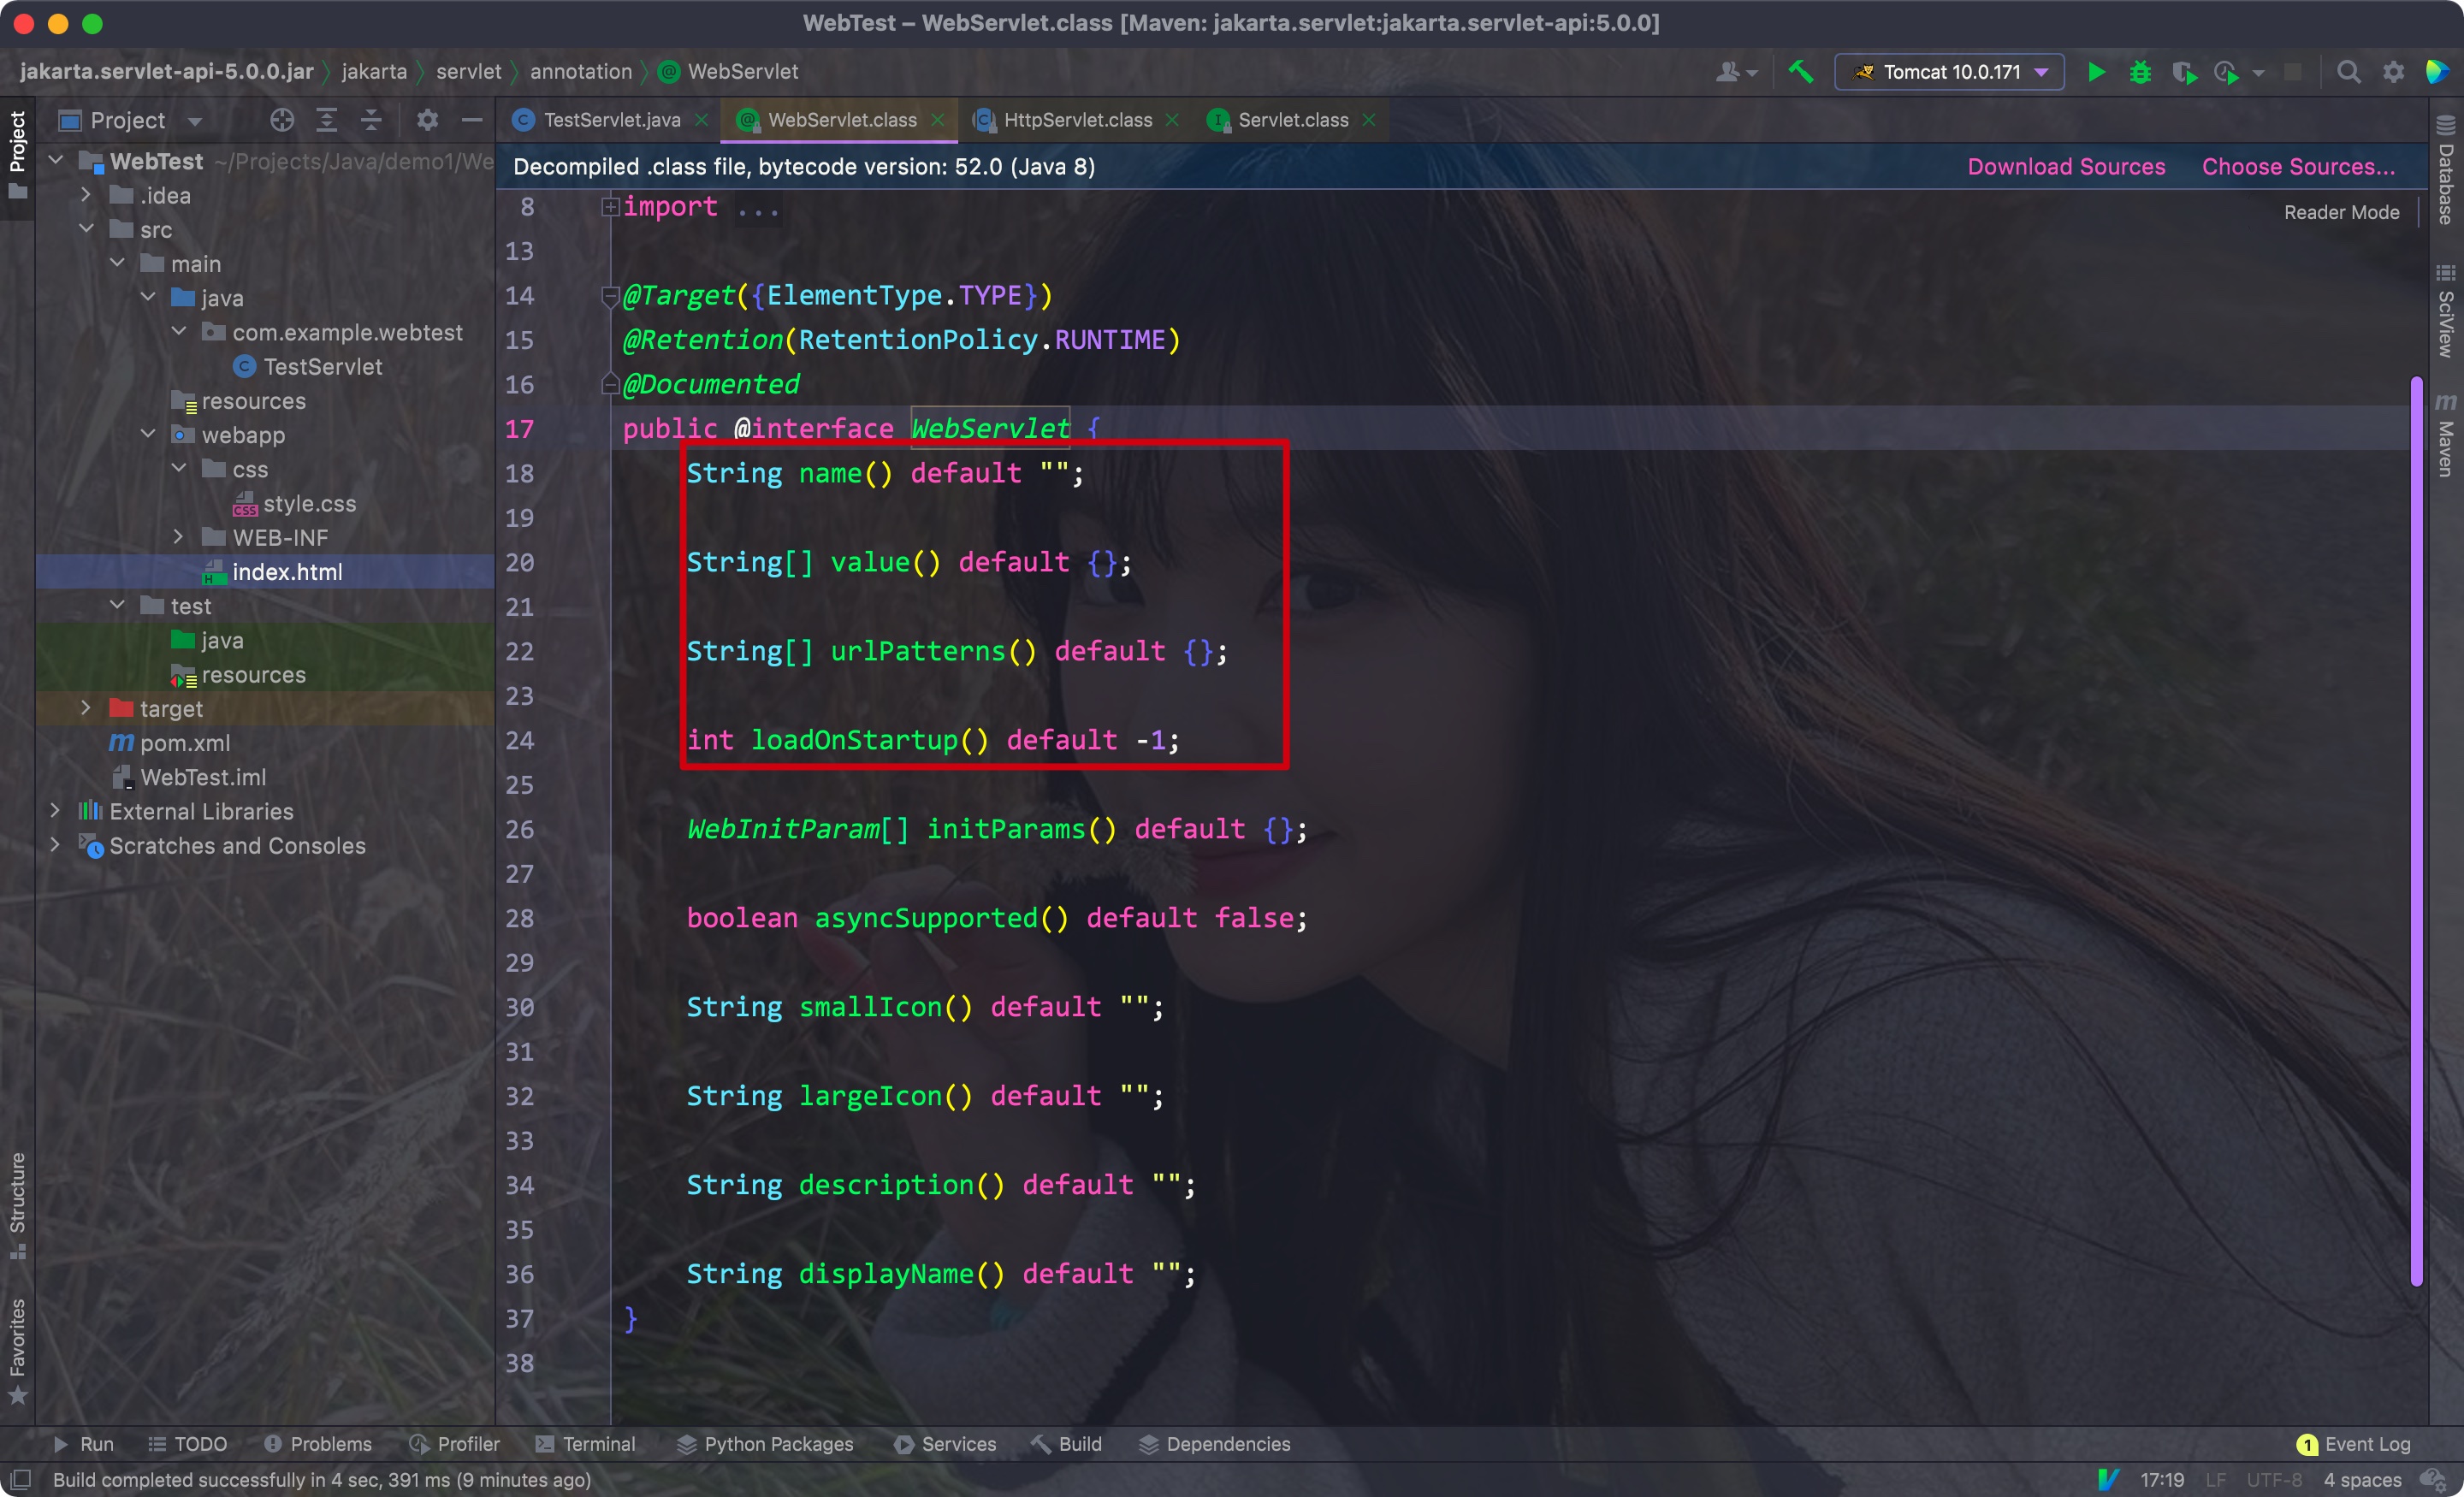 WebTest – WebServlet.class [Maven: jakarta.servlet:jakarta.servlet-api:5.0.0]
jakarta.servlet-api-5.0.0.jar jakarta servlet annotation @ WebServlet
Tomcat 10.0.171
Project
TestServlet.java
WebServlet.class
HttpServlet.class
Servlet.class
Decompiled .class file, bytecode version: 52.0 (Java 8)
Download Sources
Choose Sources...
Reader Mode
Project
WebTest ~/Projects/Java/demo1/We
.idea
src
main
java
com.example.webtest
TestServlet
resources
webapp
css
style.css
WEB-INF
index.html
test
java
resources
target
pom.xml
WebTest.iml
External Libraries
Scratches and Consoles
Structure
Favorites
8 import ...
13
14 @Target({ElementType.TYPE})
15 @Retention(RetentionPolicy.RUNTIME)
16 @Documented
17 public @interface WebServlet {
18 String name() default "";
19
20 String[] value() default {};
21
22 String[] urlPatterns() default {};
23
24 int loadOnStartup() default -1;
25
26 WebInitParam[] initParams() default {};
27
28 boolean asyncSupported() default false;
29
30 String smallIcon() default "";
31
32 String largeIcon() default "";
33
34 String description() default "";
35
36 String displayName() default "";
37 }
38
Database
SciView
Maven
Run TODO Problems Profiler Terminal Python Packages Services Build Dependencies
1 Event Log
Build completed successfully in 4 sec, 391 ms (9 minutes ago)
17:19 LF UTF-8 4 spaces